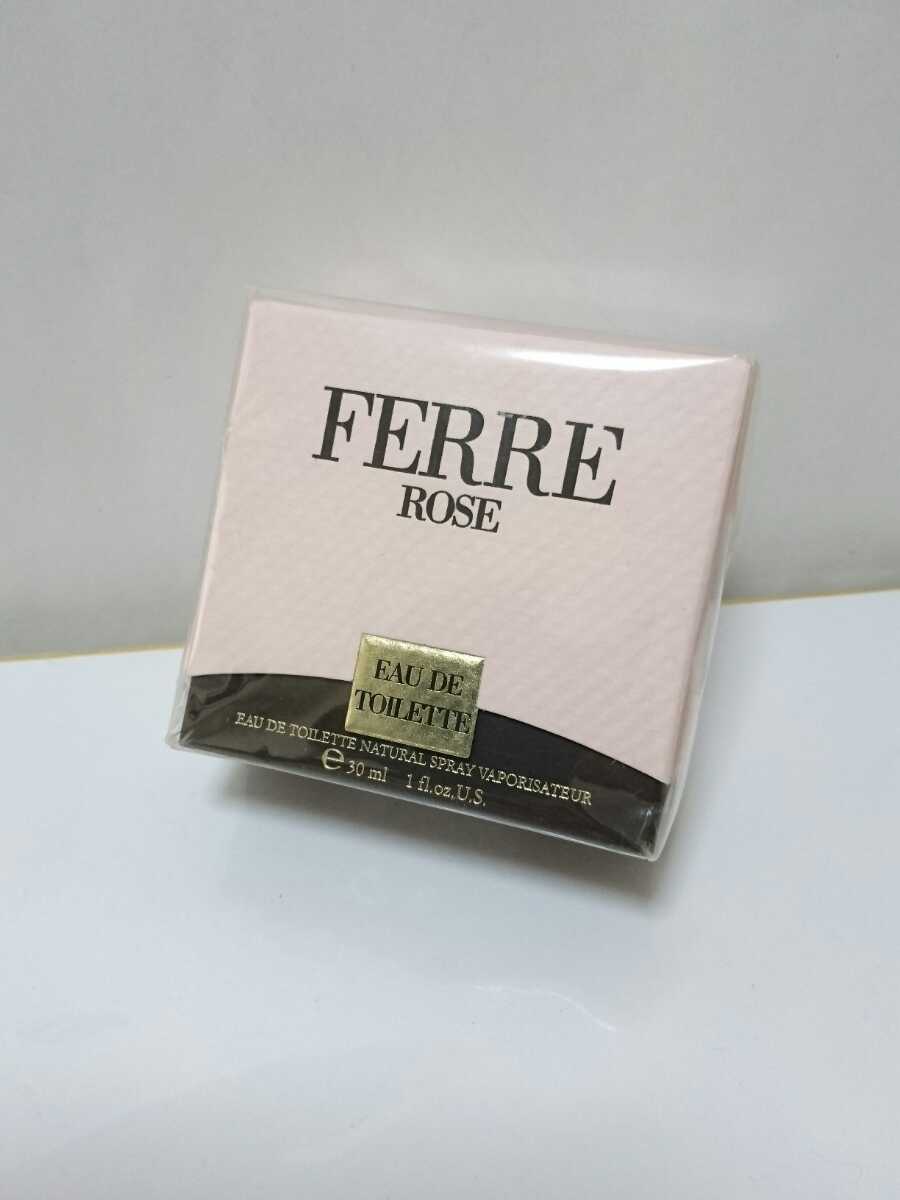 FERRE
ROSE
EAU DE
TOILETTE
EAU DE TOILETTE NATURAL SPRAY VAPORISATEUR
℮ 30 ml 1 fl.oz.U.S.